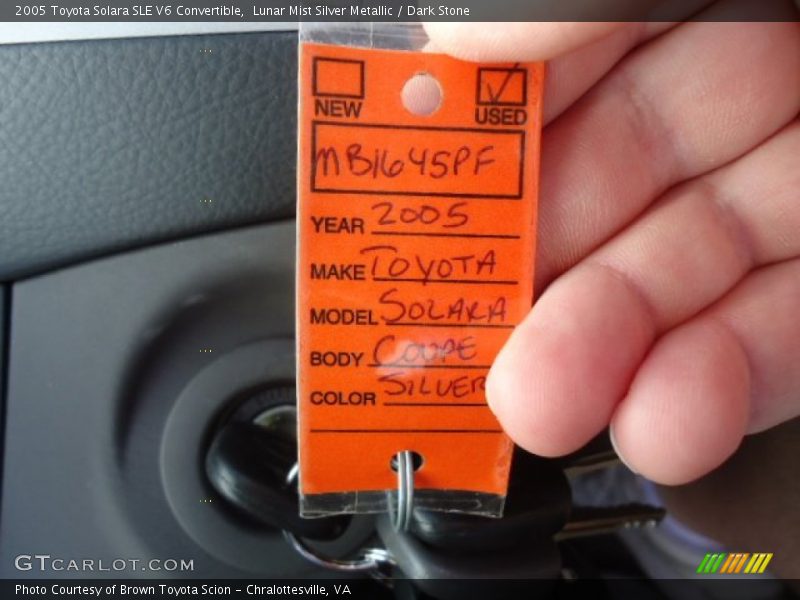 2005 Toyota Solara SLE V6 Convertible,  Lunar Mist Silver Metallic / Dark Stone
NEW USED
MB1645PF
YEAR 2005
MAKE TOYOTA
MODEL SOLARA
BODY COUPE
COLOR SILVER
GTCARLOT.COM
Photo Courtesy of Brown Toyota Scion – Chralottesville, VA